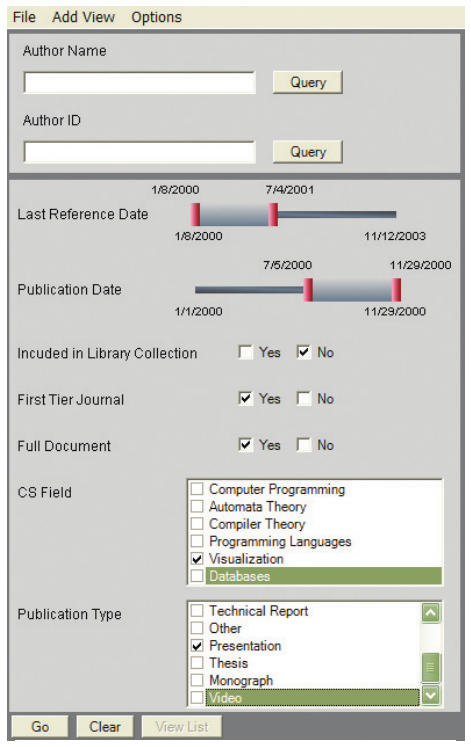 File Add View Options
Author Name
Query
Author ID
Query
1/8/2000 7/4/2001
Last Reference Date
1/8/2000 11/12/2003
7/5/2000 11/29/2000
Publication Date
1/1/2000 11/29/2000
Incuded in Library Collection Yes No
First Tier Journal Yes No
Full Document Yes No
CS Field
Computer Programming
Automata Theory
Compiler Theory
Programming Languages
Visualization
Databases
Publication Type
Technical Report
Other
Presentation
Thesis
Monograph
Video
Go Clear View List